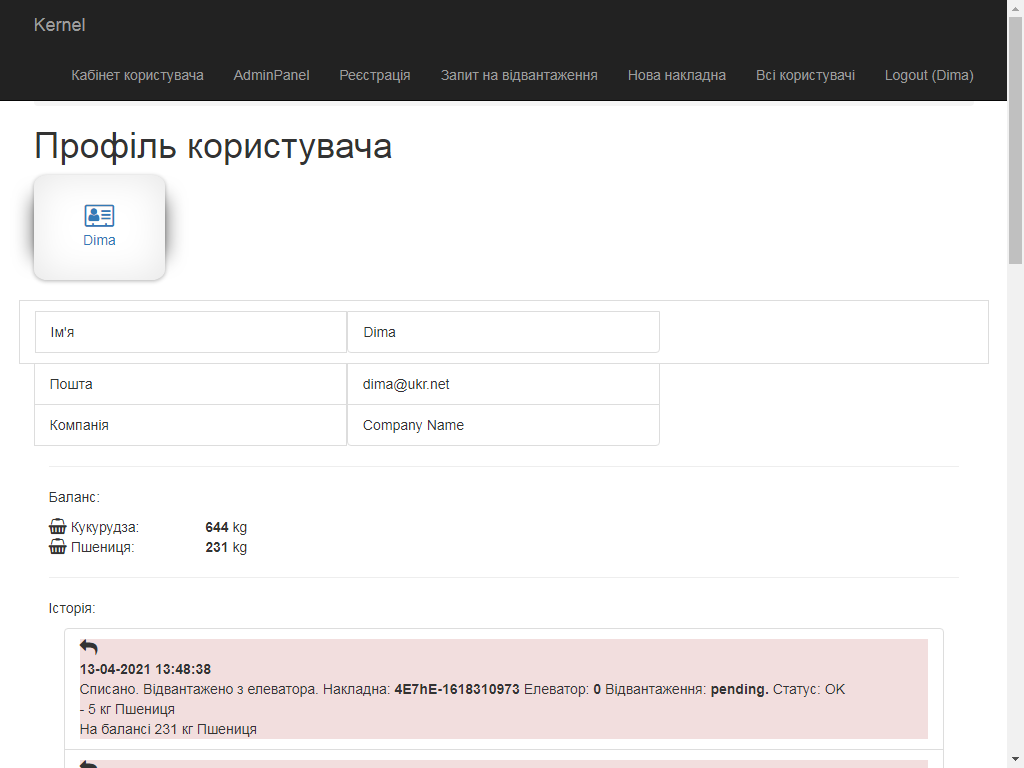 Kernel
Кабінет користувача AdminPanel Реєстрація Запит на відвантаження Нова накладна Всі користувачі Logout (Dima)
Профіль користувача
Dima
Ім'я Dima
Пошта dima@ukr.net
Компанія Company Name
Баланс:
Кукурудза: 644 kg
Пшениця: 231 kg
Історія:
13-04-2021 13:48:38
Списано. Відвантажено з елеватора. Накладна: 4E7hE-1618310973 Елеватор: 0 Відвантаження: pending. Статус: OK
- 5 кг Пшениця
На балансі 231 кг Пшениця